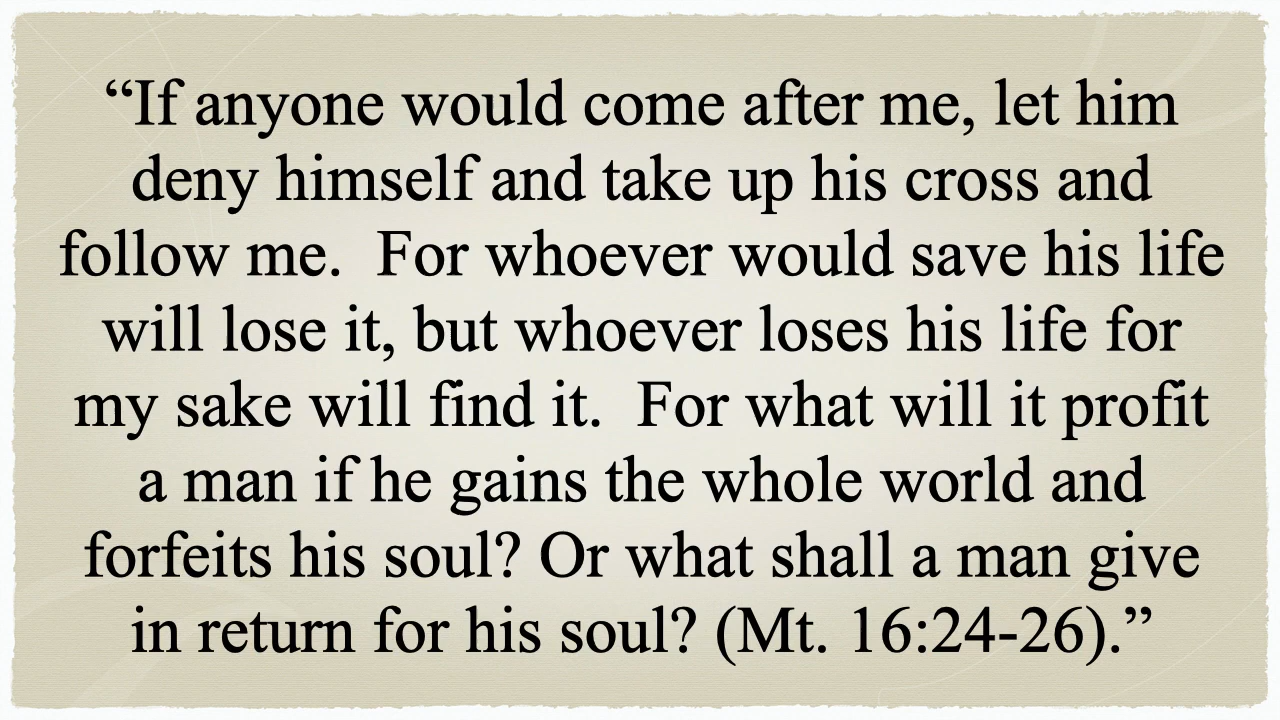 “If anyone would come after me, let him
deny himself and take up his cross and
follow me.  For whoever would save his life
will lose it, but whoever loses his life for
my sake will find it.  For what will it profit
a man if he gains the whole world and
forfeits his soul? Or what shall a man give
in return for his soul? (Mt. 16:24-26).”